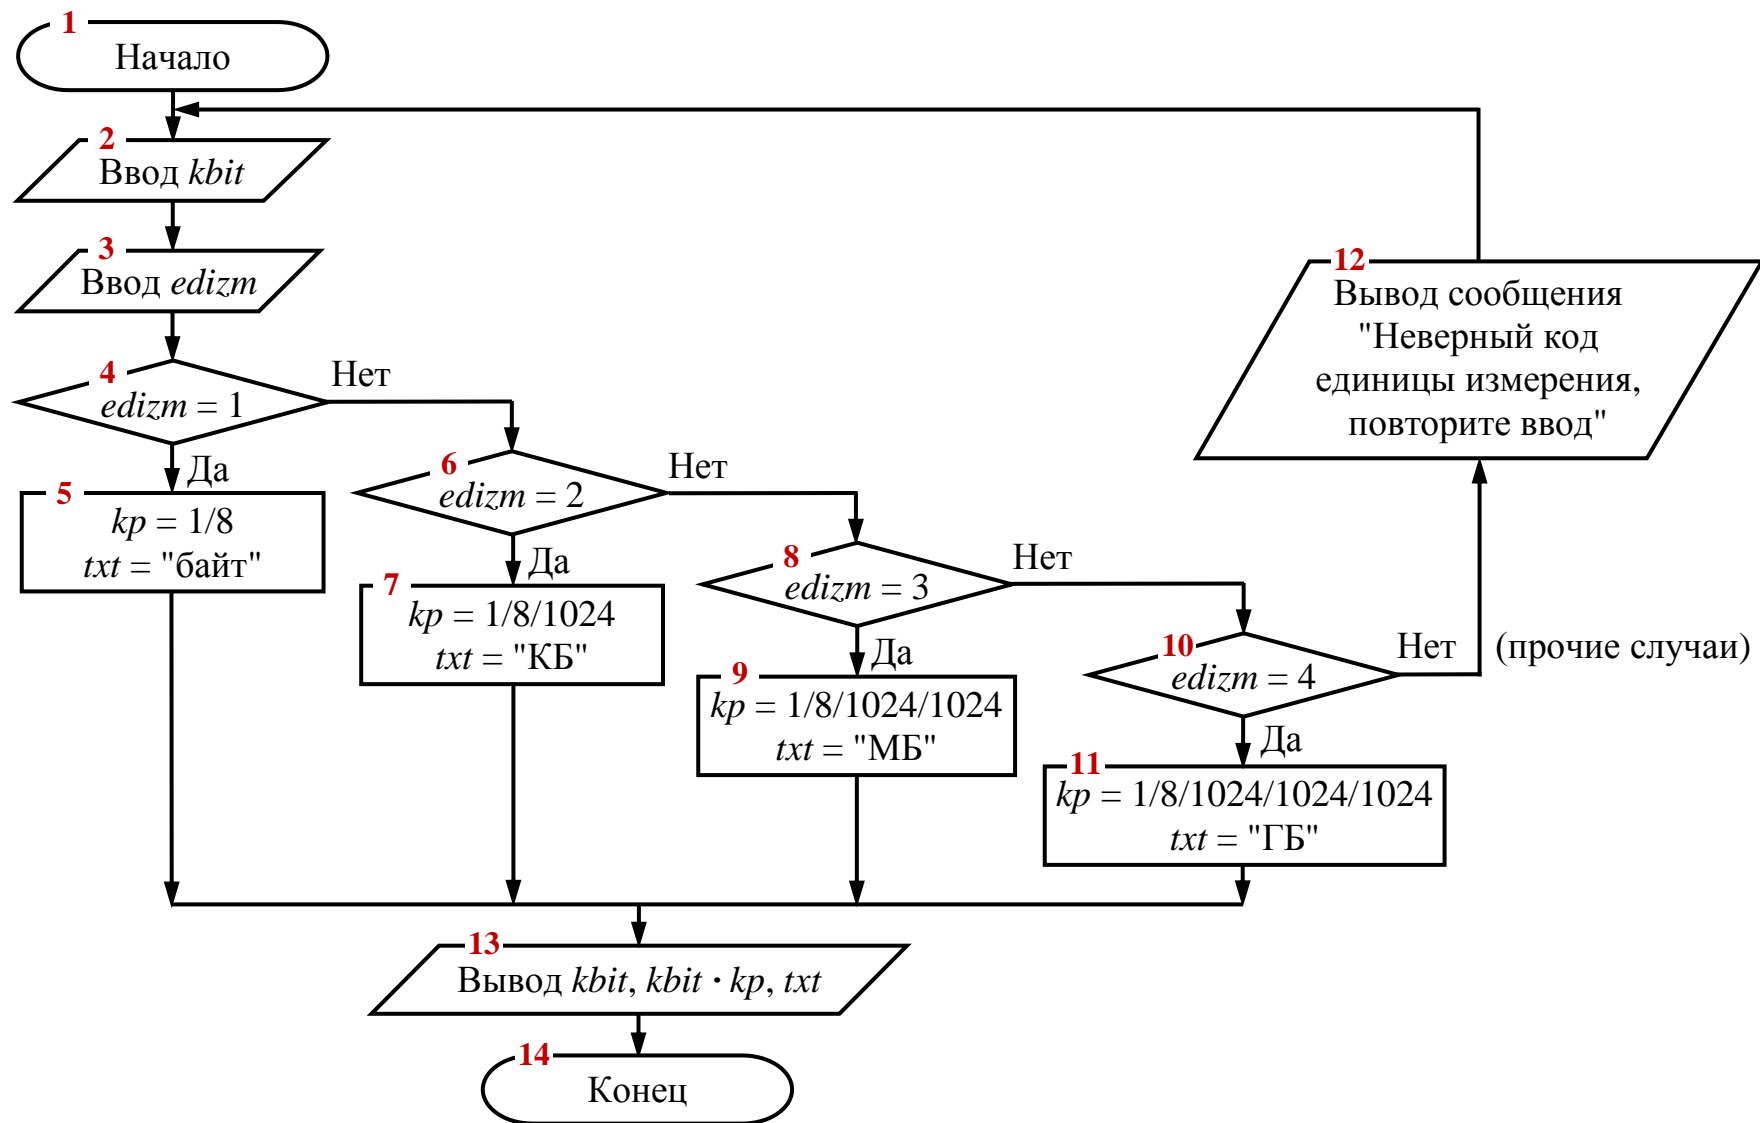 1
Начало
2
Ввод kbit
3
Ввод edizm
4
edizm = 1
Нет
Да
5
kp = 1/8
txt = "байт"
6
edizm = 2
Нет
Да
7
kp = 1/8/1024
txt = "КБ"
8
edizm = 3
Нет
Да
9
kp = 1/8/1024/1024
txt = "МБ"
10
edizm = 4
Нет (прочие случаи)
Да
11
kp = 1/8/1024/1024/1024
txt = "ГБ"
12
Вывод сообщения
"Неверный код
единицы измерения,
повторите ввод"
13
Вывод kbit, kbit · kp, txt
14
Конец